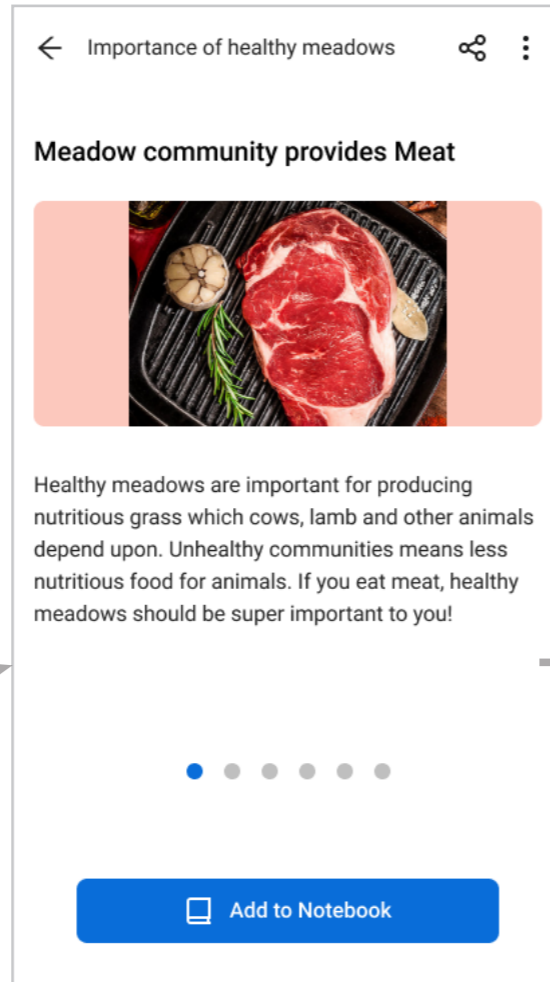 Importance of healthy meadows
Meadow community provides Meat
Healthy meadows are important for producing
nutritious grass which cows, lamb and other animals
depend upon. Unhealthy communities means less
nutritious food for animals. If you eat meat, healthy
meadows should be super important to you!
Add to Notebook